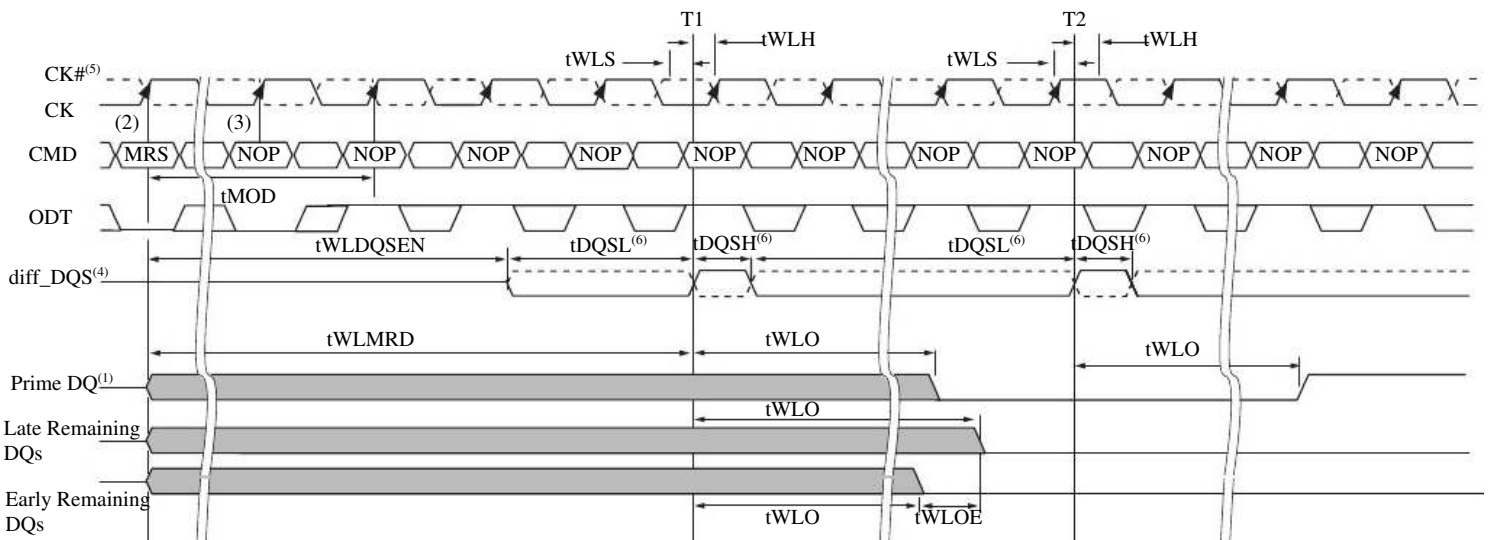 T1 T2
tWLH tWLH
tWLS tWLS
CK#(5)
CK
(2) (3)
CMD MRS NOP NOP NOP NOP NOP NOP NOP NOP NOP NOP NOP
tMOD
ODT
tWLDQSEN tDQSL(6) tDQSH(6) tDQSL(6) tDQSH(6)
diff_DQS(4)
tWLMRD tWLO tWLO
Prime DQ(1)
tWLO
Late Remaining
DQs
Early Remaining
DQs
tWLO tWLOE